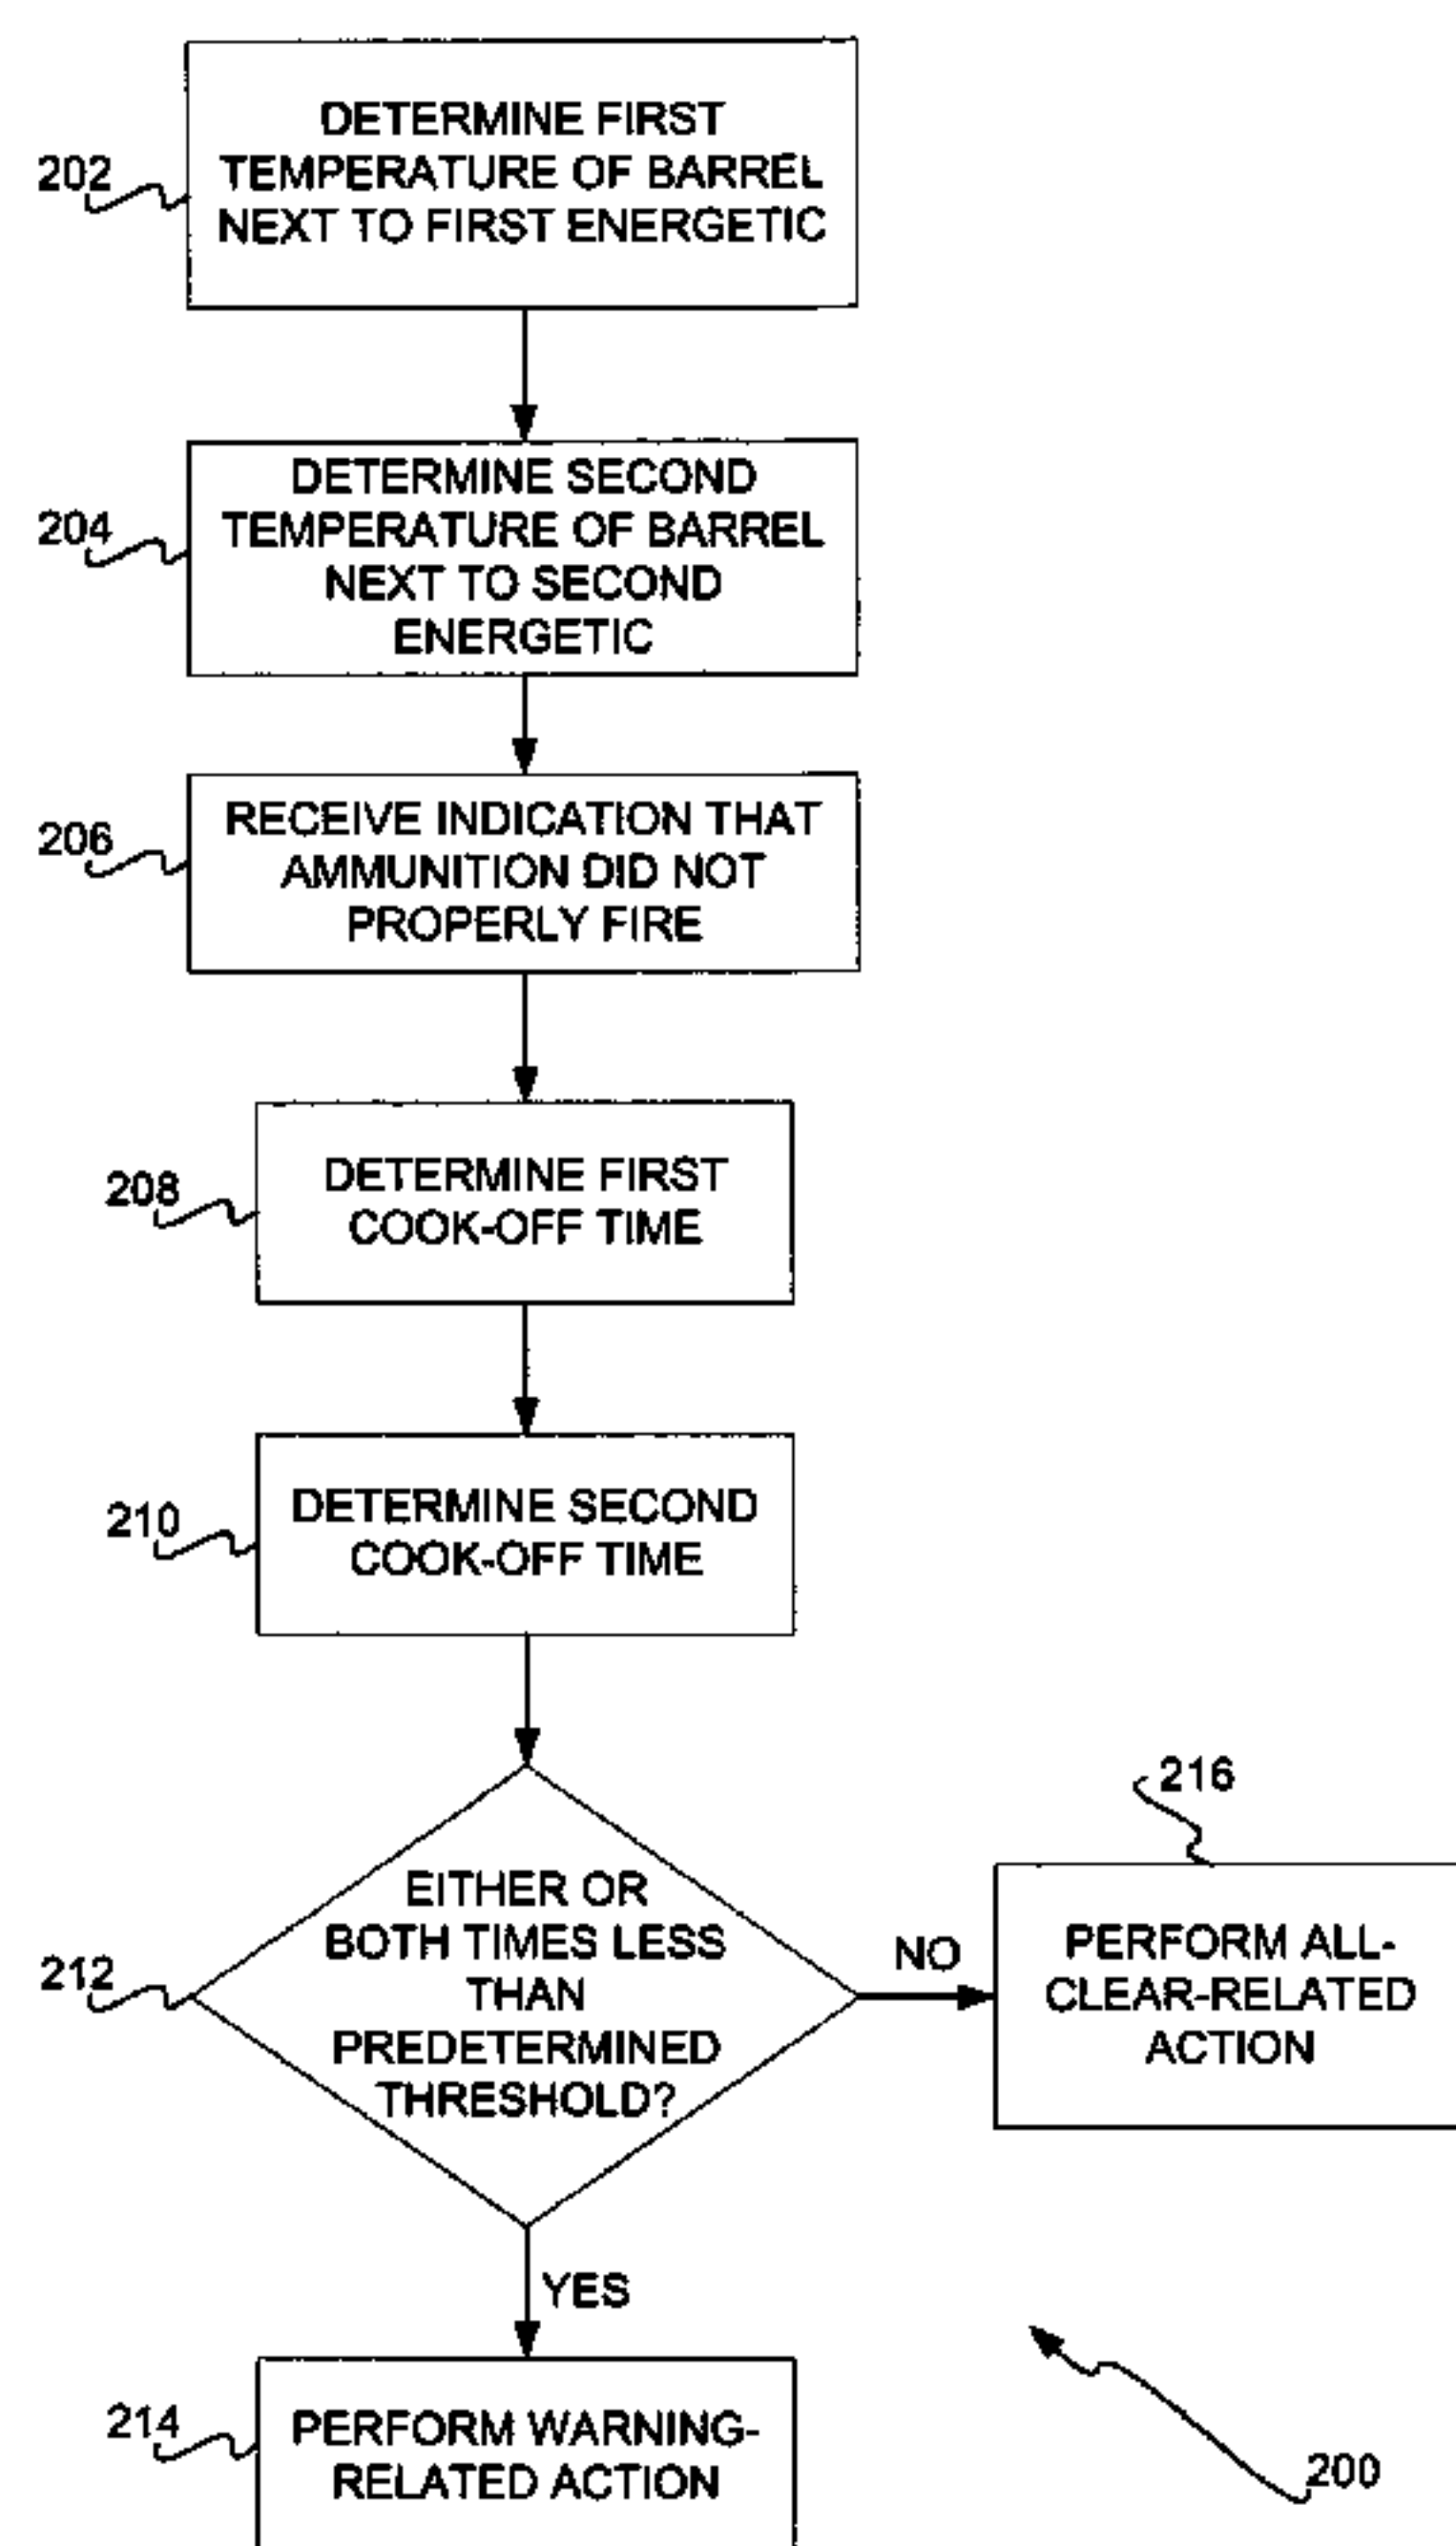 202
DETERMINE FIRST
TEMPERATURE OF BARREL
NEXT TO FIRST ENERGETIC
204
DETERMINE SECOND
TEMPERATURE OF BARREL
NEXT TO SECOND
ENERGETIC
206
RECEIVE INDICATION THAT
AMMUNITION DID NOT
PROPERLY FIRE
208
DETERMINE FIRST
COOK-OFF TIME
210
DETERMINE SECOND
COOK-OFF TIME
212
EITHER OR
BOTH TIMES LESS
THAN
PREDETERMINED
THRESHOLD?
NO
216
PERFORM ALL-
CLEAR-RELATED
ACTION
YES
214
PERFORM WARNING-
RELATED ACTION
200